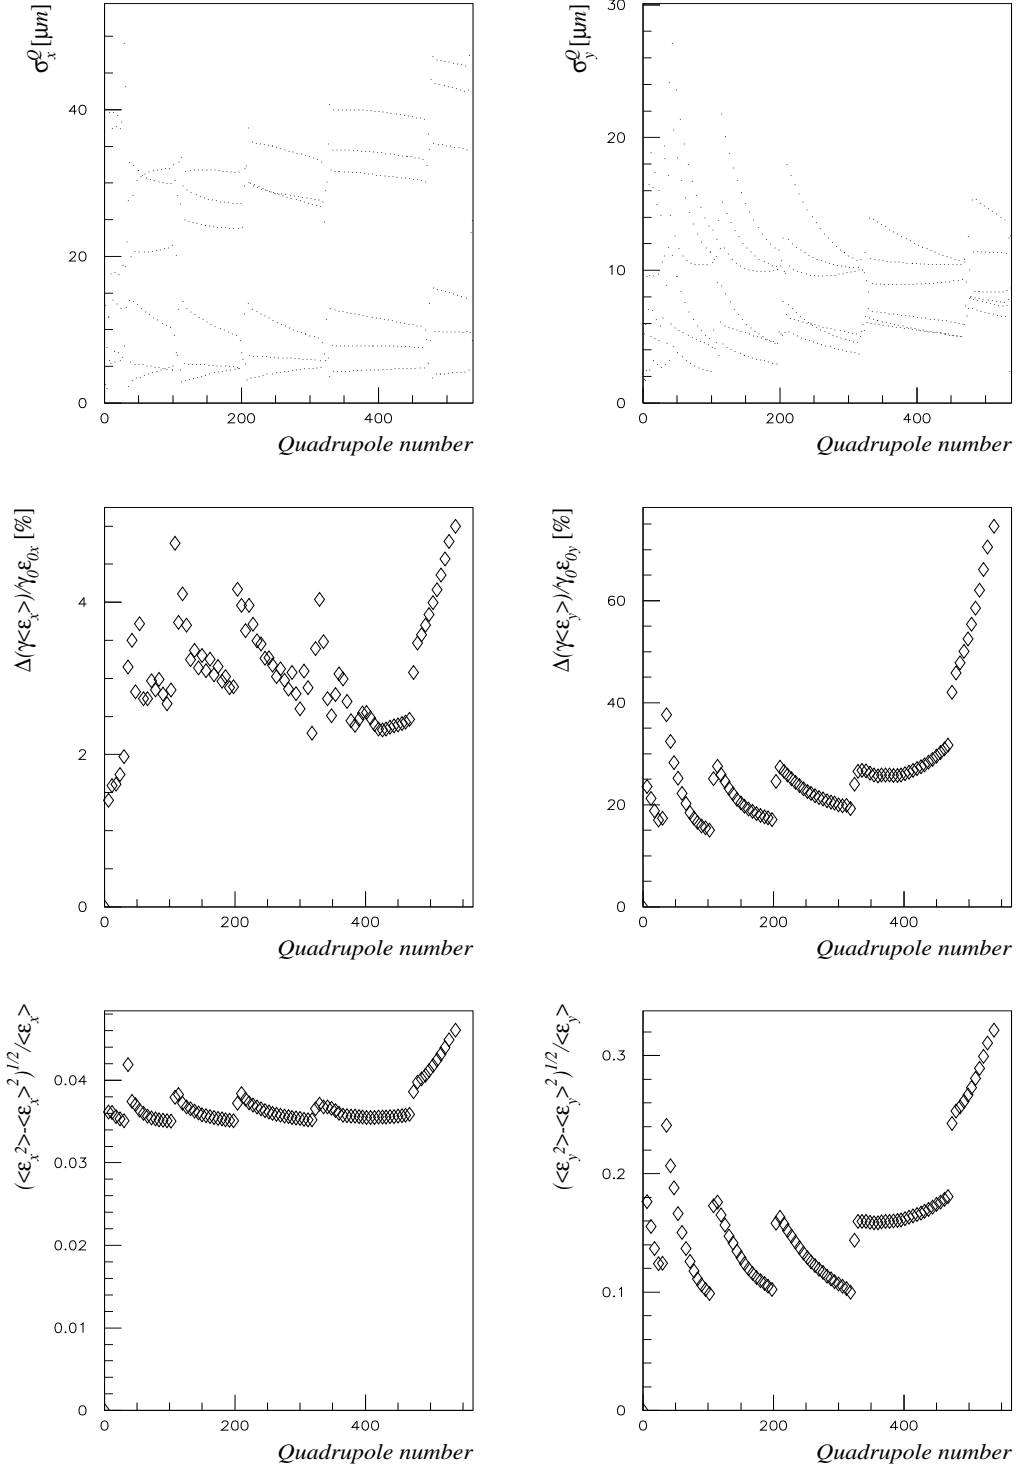 σ_x^Q [μm]
40
20
0
0 200 400
Quadrupole number
σ_y^Q [μm]
30
20
10
0
0 200 400
Quadrupole number
Δ(γ<ε_x>)/γ_0ε_{0x} [%]
4
2
0
0 200 400
Quadrupole number
Δ(γ<ε_y>)/γ_0ε_{0y} [%]
60
40
20
0
0 200 400
Quadrupole number
(<ε_x^2>-<ε_x>^2)^{1/2}/<ε_x>
0.04
0.03
0.02
0.01
0
0 200 400
Quadrupole number
(<ε_y^2>-<ε_y>^2)^{1/2}/<ε_y>
0.3
0.2
0.1
0
0 200 400
Quadrupole number